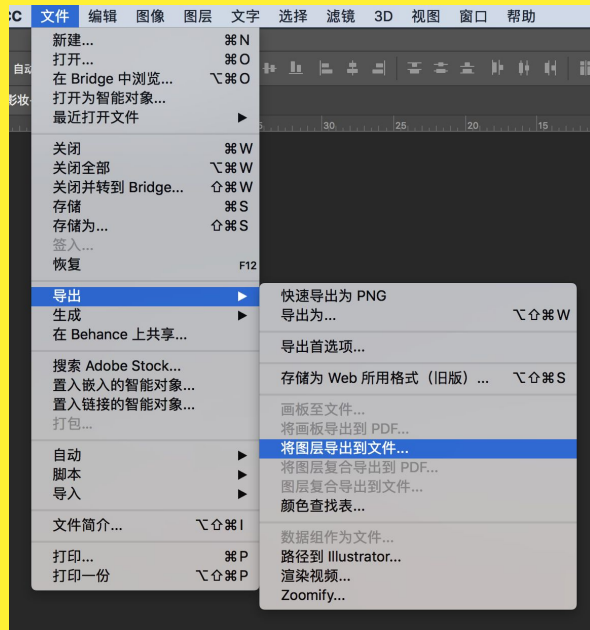 CC 文件 编辑 图像 图层 文字 选择 滤镜 3D 视图 窗口 帮助
新建... ⌘N
打开... ⌘O
自动
在 Bridge 中浏览... ⌥⌘O
打开为智能对象...
影妆
最近打开文件 ▶
30 25 20 15
关闭 ⌘W
关闭全部 ⌥⌘W
关闭并转到 Bridge... ⇧⌘W
存储 ⌘S
存储为... ⇧⌘S
签入...
恢复 F12
导出 ▶
生成 ▶
在 Behance 上共享...
搜索 Adobe Stock...
置入嵌入的智能对象...
置入链接的智能对象...
打包...
自动 ▶
脚本 ▶
导入 ▶
文件简介... ⌥⇧⌘I
打印... ⌘P
打印一份 ⌥⇧⌘P
快速导出为 PNG
导出为... ⌥⇧⌘W
导出首选项...
存储为 Web 所用格式（旧版）... ⌥⇧⌘S
画板至文件...
将画板导出到 PDF...
将图层导出到文件...
将图层复合导出到 PDF...
图层复合导出到文件...
颜色查找表...
数据组作为文件...
路径到 Illustrator...
渲染视频...
Zoomify...